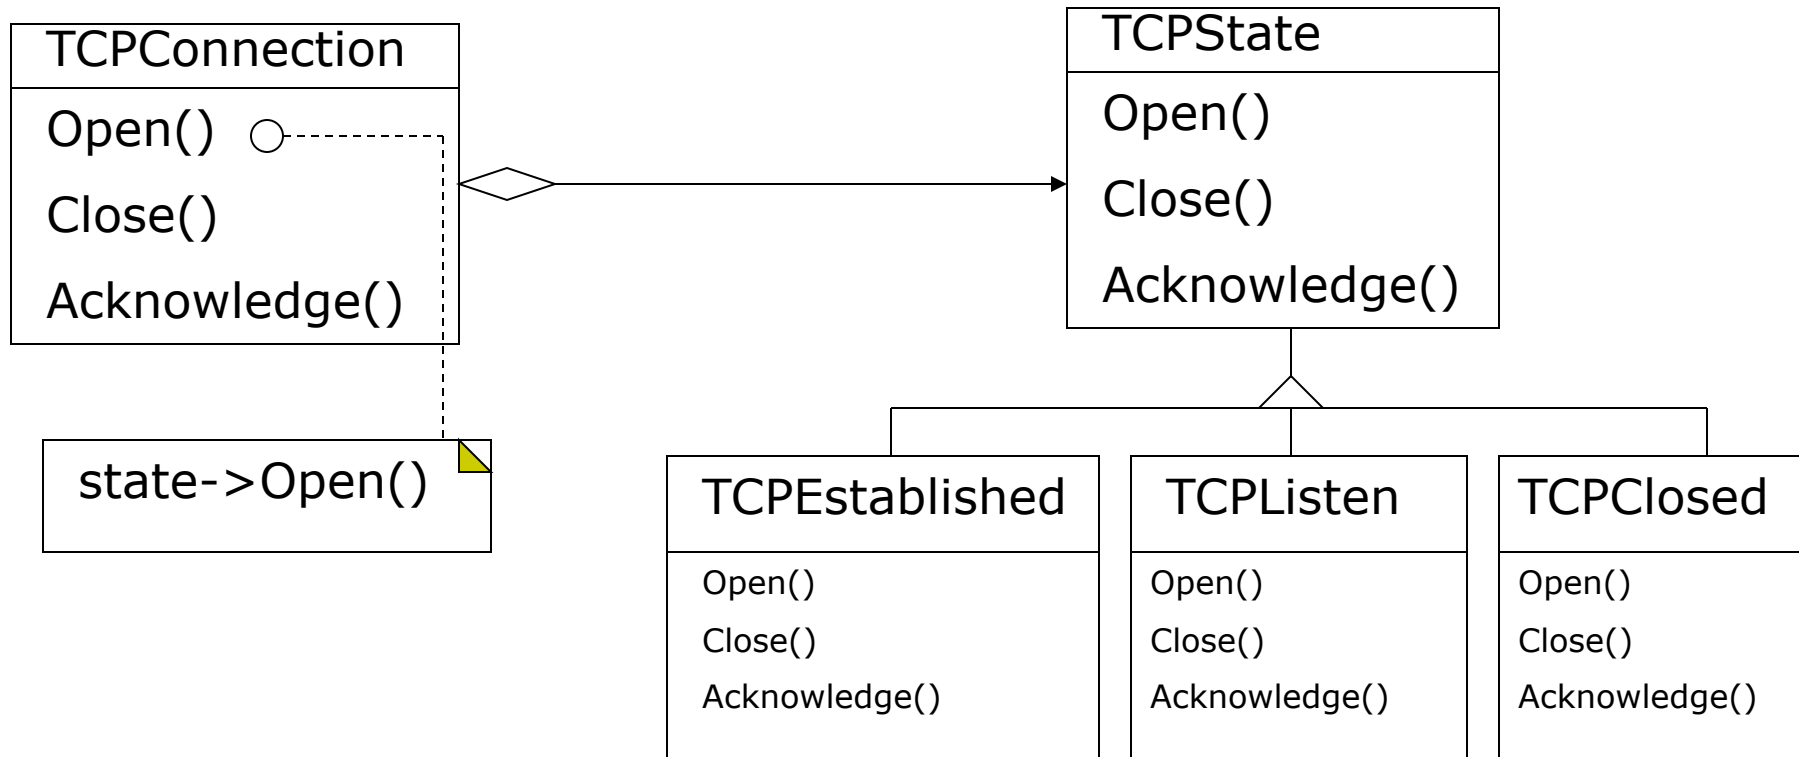 TCPConnection
Open()
Close()
Acknowledge()
state->Open()
TCPState
Open()
Close()
Acknowledge()
TCPEstablished
Open()
Close()
Acknowledge()
TCPListen
Open()
Close()
Acknowledge()
TCPClosed
Open()
Close()
Acknowledge()